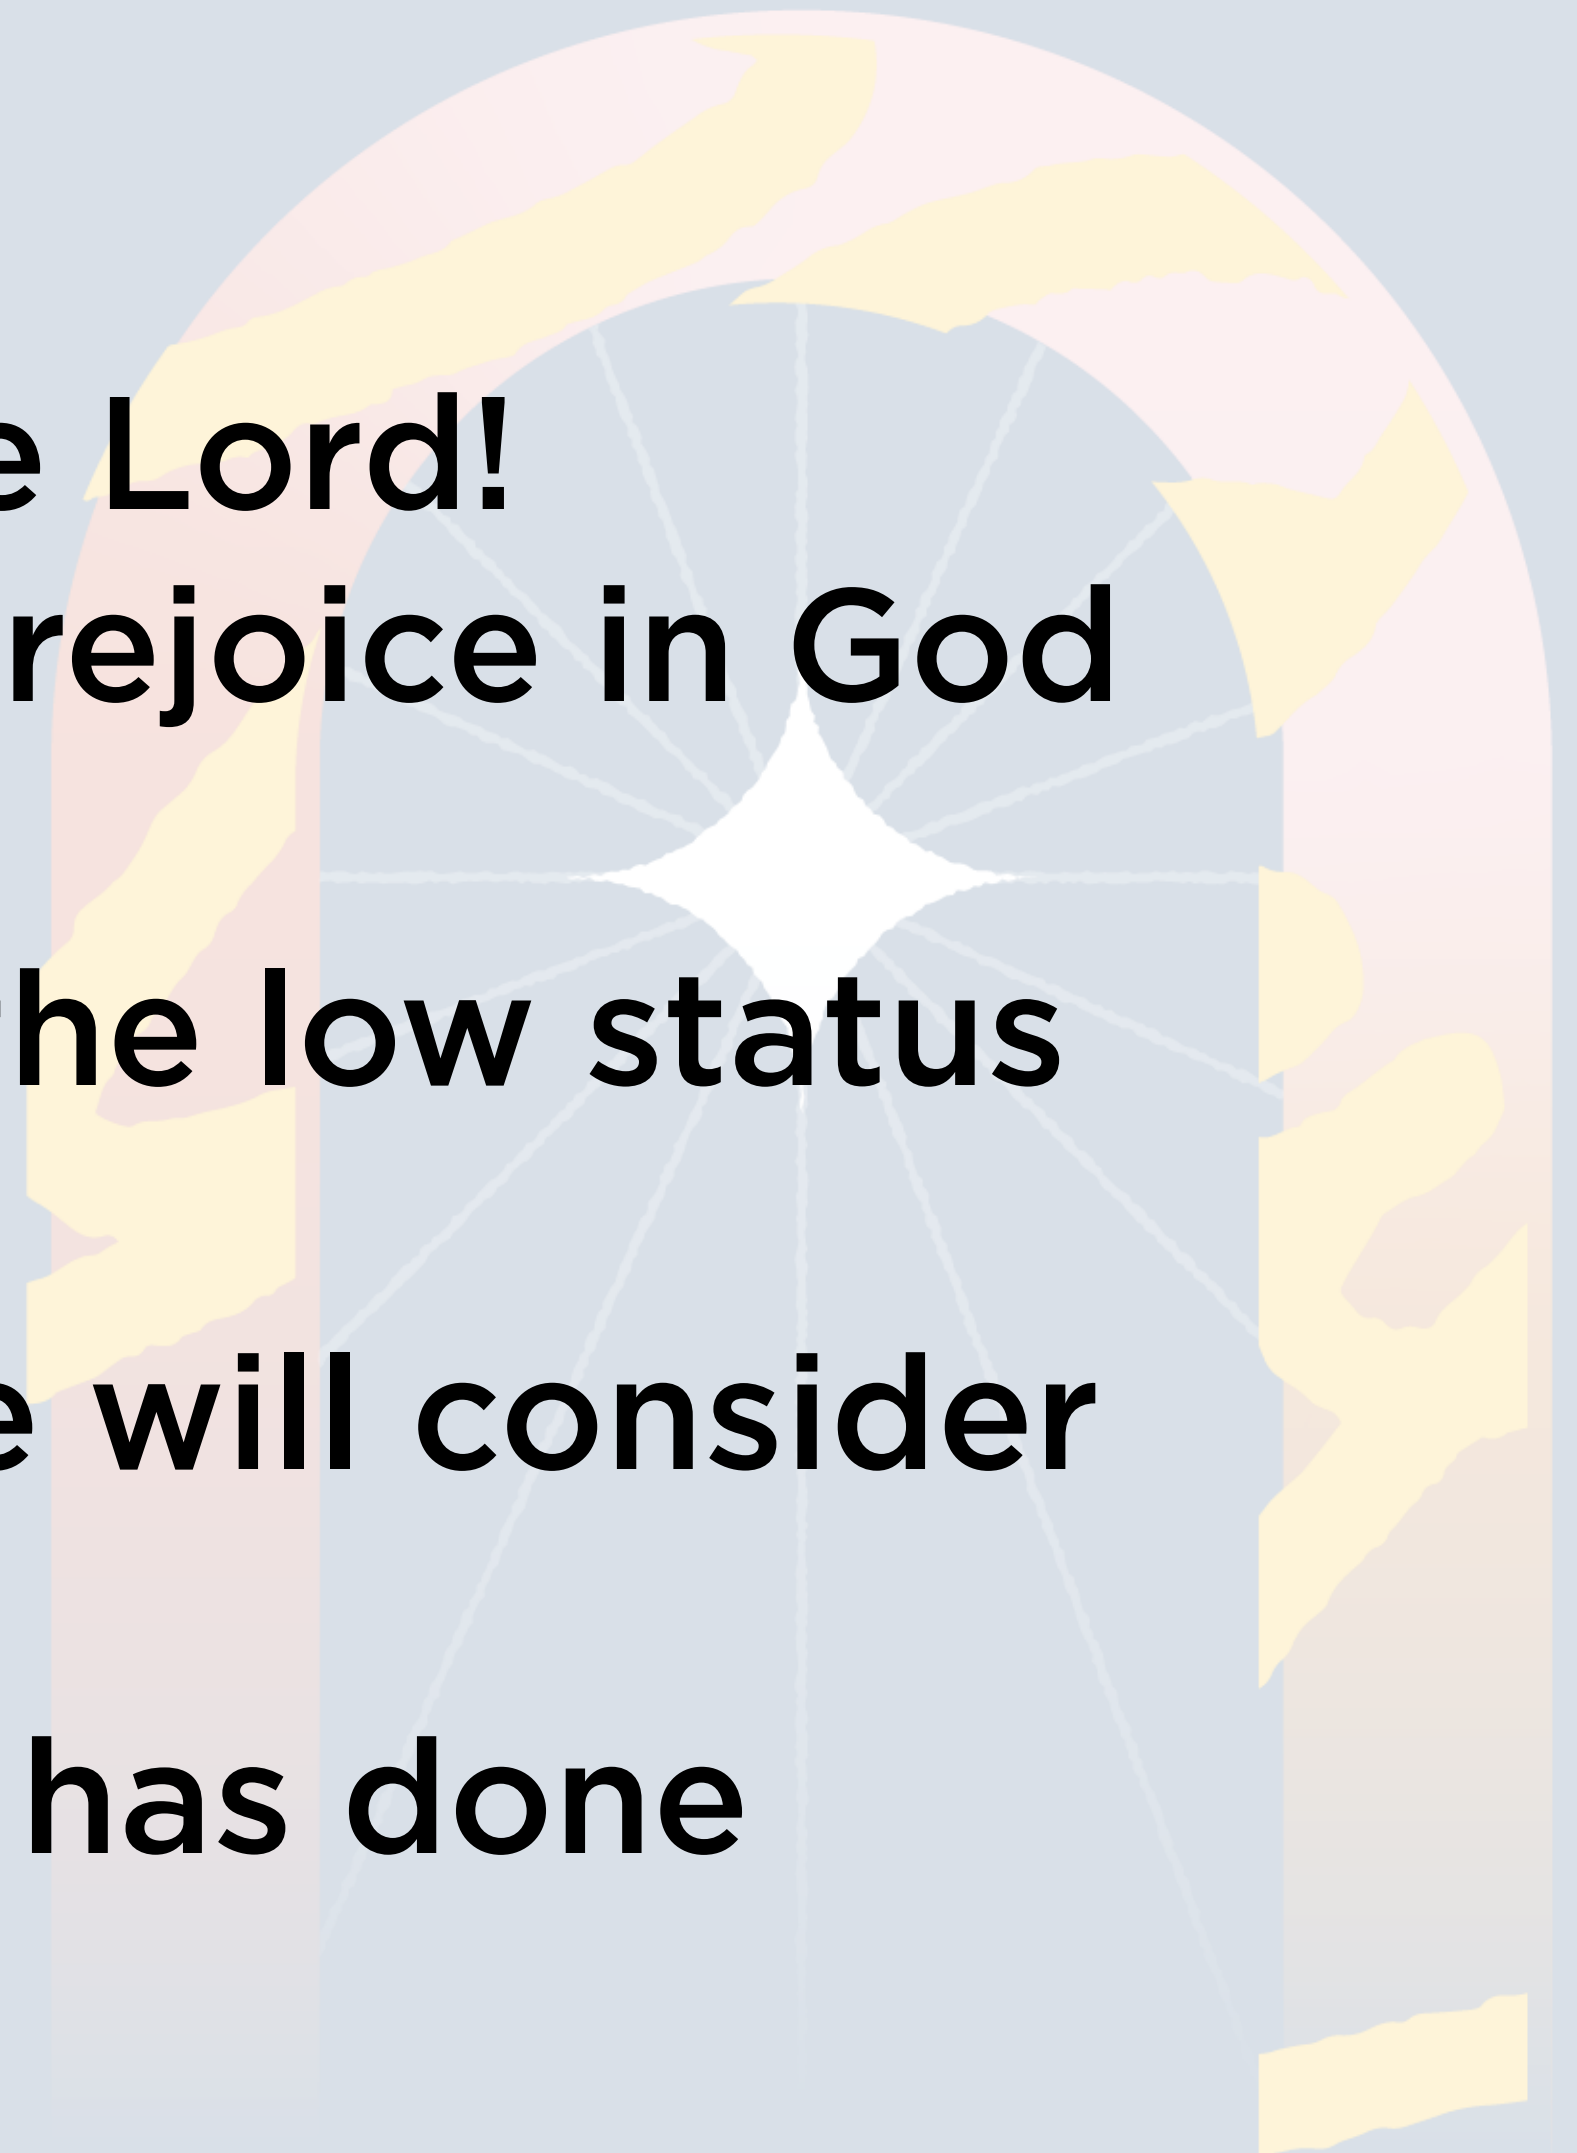 e Lord!
rejoice in God
he low status
e will consider
has done